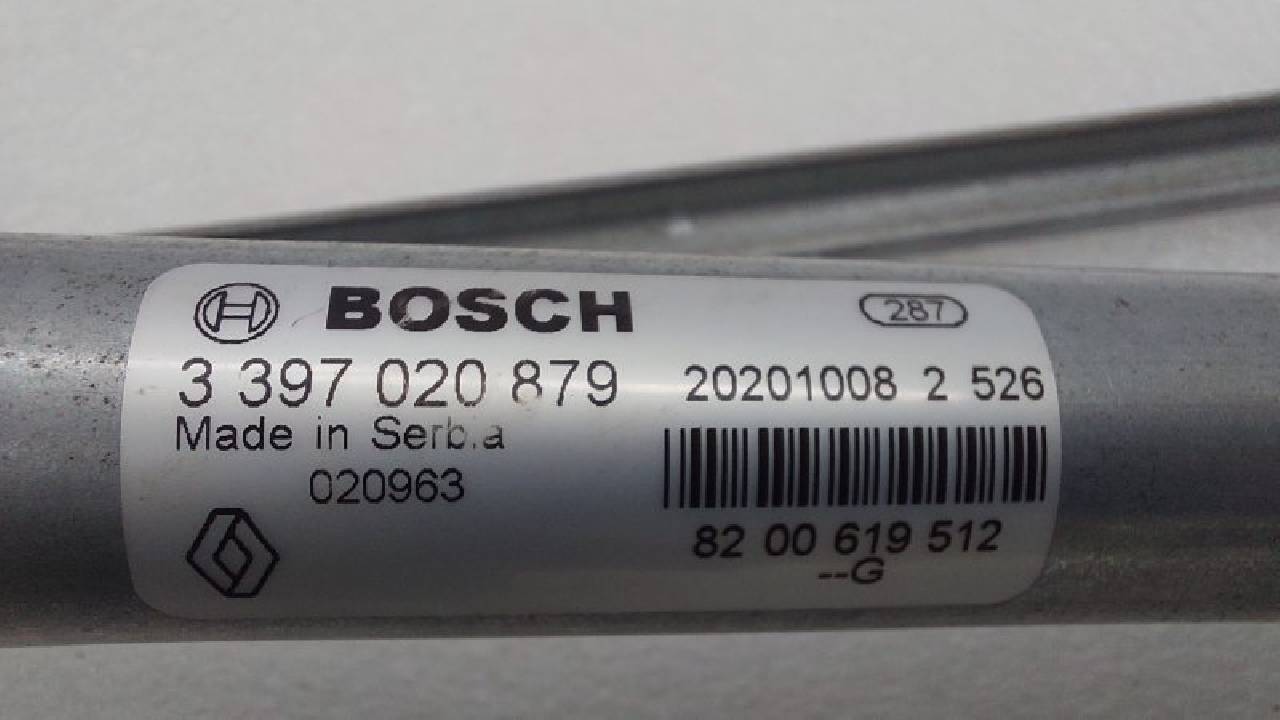 BOSCH
287
3 397 020 879
20201008 2 526
Made in Serbia
020963
82 00 619 512
--G